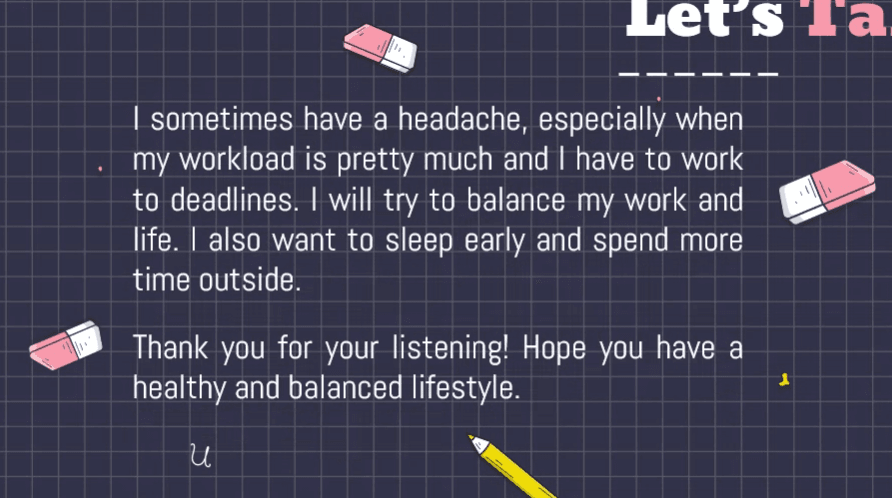 Let's
I sometimes have a headache, especially when
my workload is pretty much and I have to work
to deadlines. I will try to balance my work and
life. I also want to sleep early and spend more
time outside.
Thank you for your listening! Hope you have a
healthy and balanced lifestyle.
u